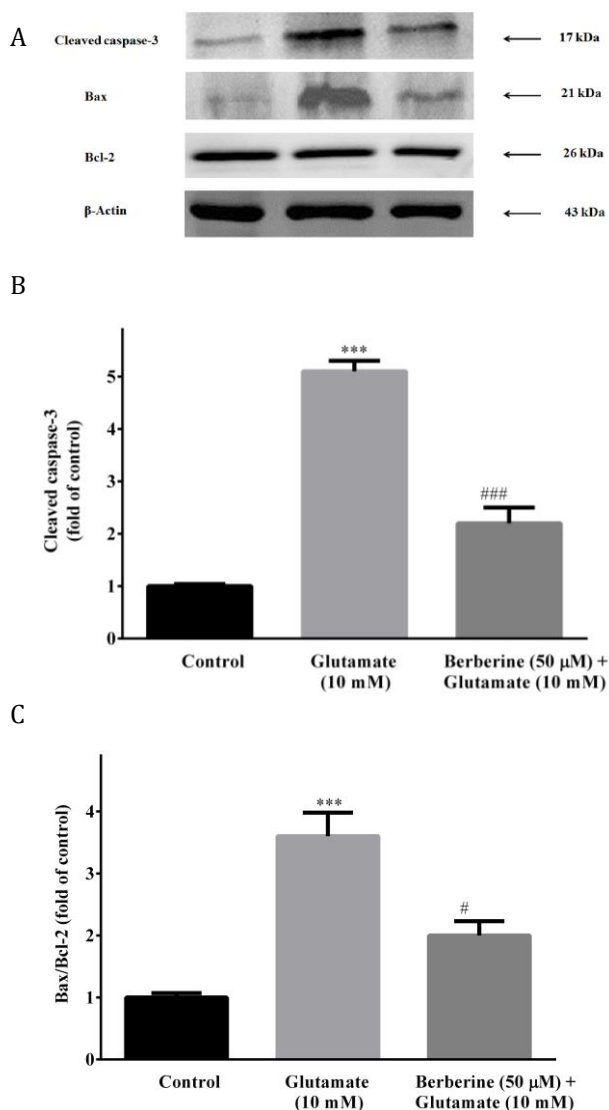 A
Cleaved caspase-3
17 kDa
Bax
21 kDa
Bcl-2
26 kDa
β-Actin
43 kDa
B
Cleaved caspase-3
(fold of control)
5
4
3
2
1
0
***
###
Control
Glutamate
(10 mM)
Berberine (50 µM) +
Glutamate (10 mM)
C
Bax/Bcl-2 (fold of control)
4
3
2
1
0
***
#
Control
Glutamate
(10 mM)
Berberine (50 µM) +
Glutamate (10 mM)